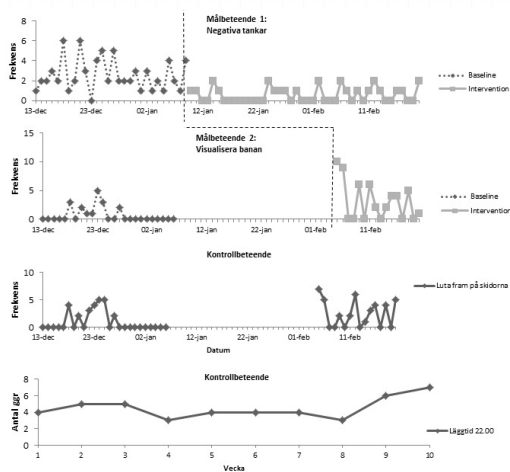 Målbeteende 1:
Negativa tankar
Frekvens
8
6
4
2
0
13-dec 23-dec 02-jan 12-jan 22-jan 01-feb 11-feb
Baseline
Intervention
Målbeteende 2:
Visualisera banan
Frekvens
15
10
5
0
13-dec 23-dec 02-jan 12-jan 22-jan 01-feb 11-feb
Baseline
Intervention
Kontrollbeteende
Frekvens
10
5
0
13-dec 23-dec 02-jan 12-jan 22-jan 01-feb 11-feb
Datum
Luta fram på skidorna
Kontrollbeteende
Antal ggr
8
6
4
2
0
1 2 3 4 5 6 7 8 9 10
Vecka
Läggtid 22.00